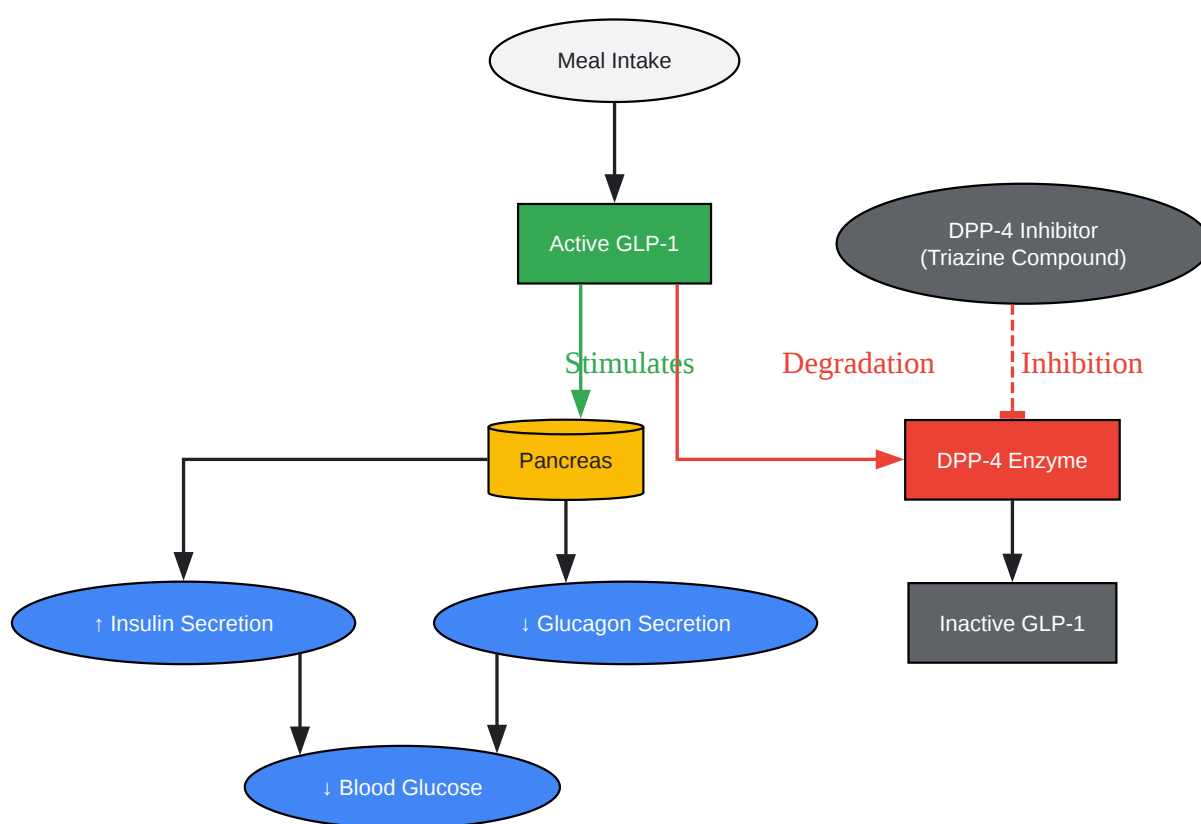 Meal Intake
Active GLP-1
DPP-4 Inhibitor
(Triazine Compound)
Stimulates
Degradation
Inhibition
Pancreas
DPP-4 Enzyme
↑ Insulin Secretion
↓ Glucagon Secretion
Inactive GLP-1
↓ Blood Glucose